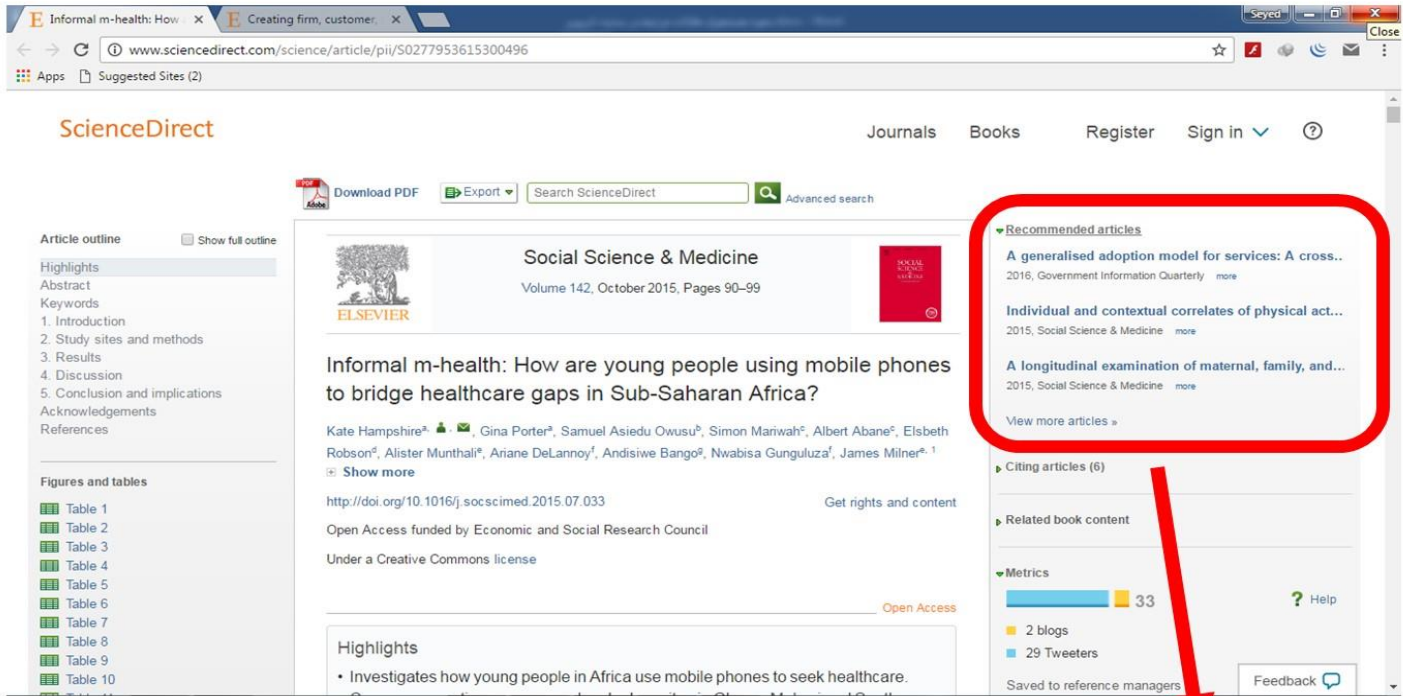 Informal m-health: How
Creating firm, customer,
Seyed
Close
www.sciencedirect.com/science/article/pii/S0277953615300496
Apps
Suggested Sites (2)
ScienceDirect
Journals
Books
Register
Sign in
?
PDF
Adobe
Download PDF
Export
Search ScienceDirect
Advanced search
Article outline
Show full outline
Highlights
Abstract
Keywords
1. Introduction
2. Study sites and methods
3. Results
4. Discussion
5. Conclusion and implications
Acknowledgements
References
Figures and tables
Table 1
Table 2
Table 3
Table 4
Table 5
Table 6
Table 7
Table 8
Table 9
Table 10
ELSEVIER
Social Science & Medicine
Volume 142, October 2015, Pages 90–99
SOCIAL
SCIENCE
Informal m-health: How are young people using mobile phones
to bridge healthcare gaps in Sub-Saharan Africa?
Kate Hampshire a, , Gina Porter a, Samuel Asiedu Owusu b, Simon Mariwah c, Albert Abane c, Elsbeth
Robson d, Alister Munthali e, Ariane DeLannoy f, Andisiwe Bango g, Nwabisa Gunguluza f, James Milner e, 1
Show more
http://doi.org/10.1016/j.socscimed.2015.07.033
Get rights and content
Open Access funded by Economic and Social Research Council
Under a Creative Commons license
Open Access
Highlights
• Investigates how young people in Africa use mobile phones to seek healthcare.
Recommended articles
A generalised adoption model for services: A cross..
2016, Government Information Quarterly more
Individual and contextual correlates of physical act...
2015, Social Science & Medicine more
A longitudinal examination of maternal, family, and...
2015, Social Science & Medicine more
View more articles »
Citing articles (6)
Related book content
Metrics
33
? Help
2 blogs
29 Tweeters
Saved to reference managers
Feedback